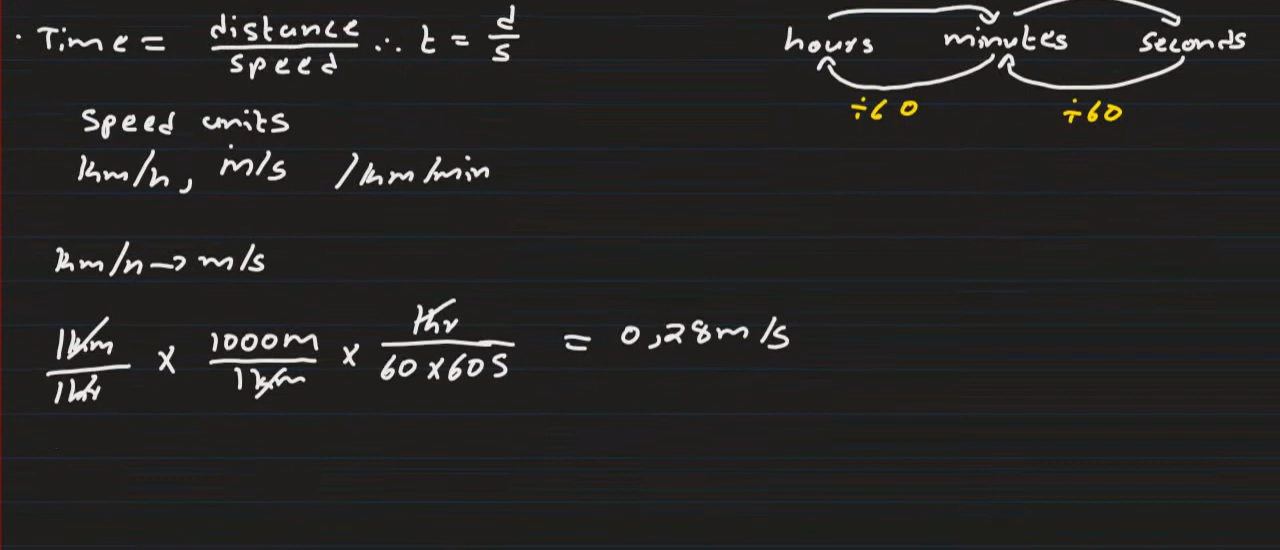 · Time = distance/speed ∴ t = d/s
hours minutes seconds
÷60 ÷60
Speed units
km/h, m/s /km/min
km/h → m/s
1km/1hr × 1000m/1km × 1hr/60×60s = 0,28m/s